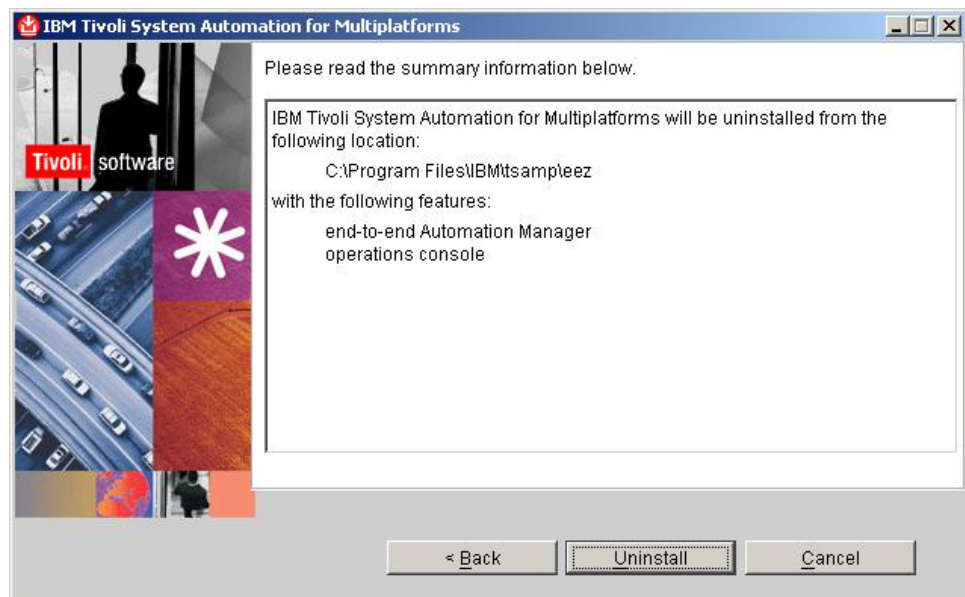 IBM Tivoli System Automation for Multiplatforms
Please read the summary information below.
Tivoli software
IBM Tivoli System Automation for Multiplatforms will be uninstalled from the
following location:
C:\Program Files\IBM\tsamp\eez
with the following features:
end-to-end Automation Manager
operations console
< Back
Uninstall
Cancel